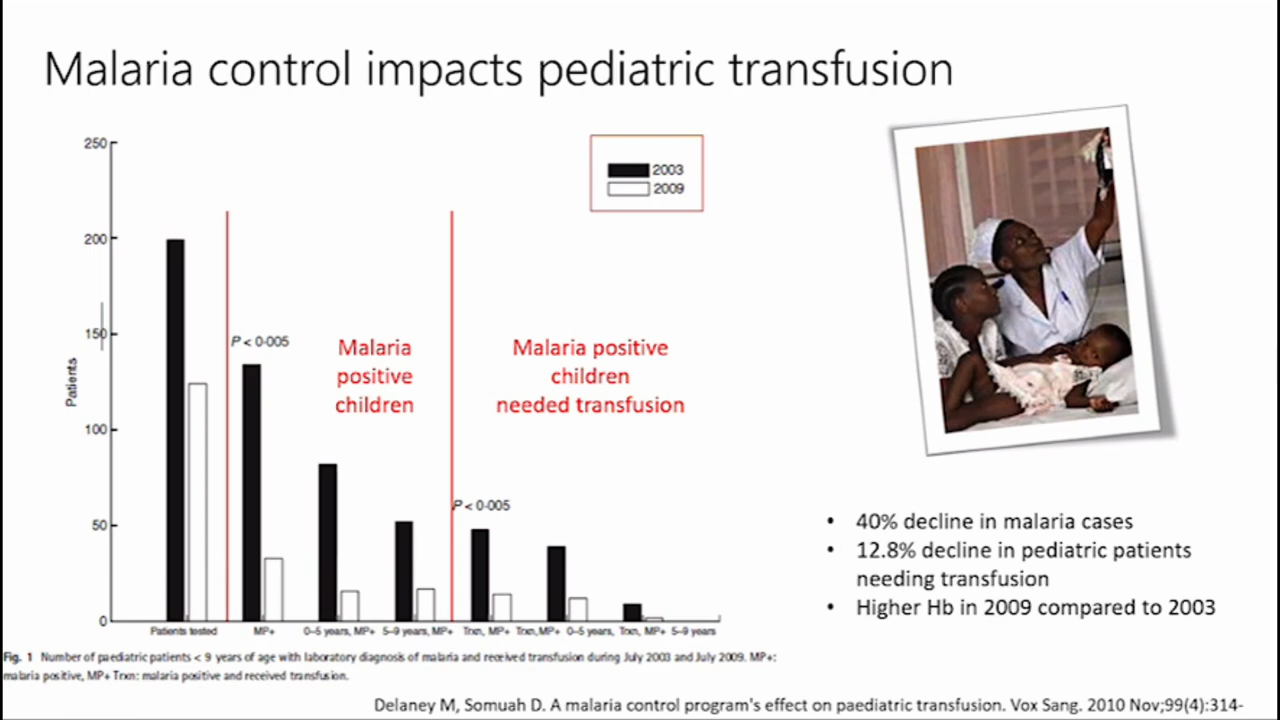 Malaria control impacts pediatric transfusion
250
200
150
100
50
0
Patients
2003
2009
P < 0·005
Malaria
positive
children
Malaria positive
children
needed transfusion
P < 0·005
Patients tested
MP+
0–5 years, MP+
5–9 years, MP+
Trxn, MP+
Trxn,MP+ 0–5 years,
Trxn, MP+ 5–9 years
• 40% decline in malaria cases
• 12.8% decline in pediatric patients
needing transfusion
• Higher Hb in 2009 compared to 2003
Fig. 1 Number of paediatric patients < 9 years of age with laboratory diagnosis of malaria and received transfusion during July 2003 and July 2009. MP+:
malaria positive, MP+ Trxn: malaria positive and received transfusion.
Delaney M, Somuah D. A malaria control program's effect on paediatric transfusion. Vox Sang. 2010 Nov;99(4):314-